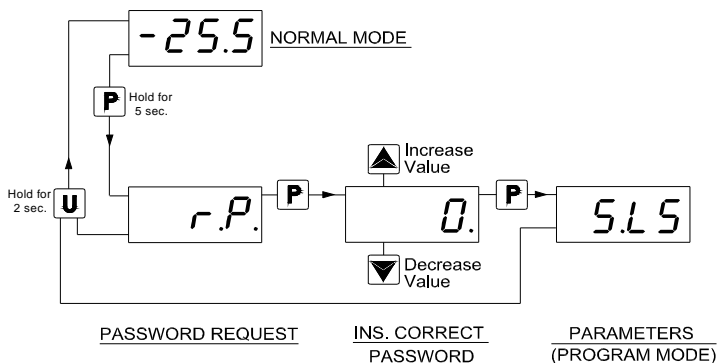 -25.5
NORMAL MODE
P
Hold for
5 sec.
Increase
Value
Hold for
2 sec.
U
r.P.
P
0.
P
S.LS
Decrease
Value
PASSWORD REQUEST
INS. CORRECT
PASSWORD
PARAMETERS
(PROGRAM MODE)